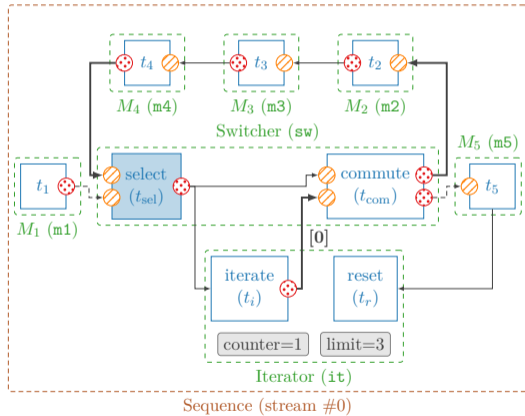 t4
t3
t2
M4 (m4)
M3 (m3)
M2 (m2)
Switcher (sw)
M5 (m5)
t1
select
(tsel)
commute
(tcom)
t5
M1 (m1)
[0]
iterate
(ti)
reset
(tr)
counter=1
limit=3
Iterator (it)
Sequence (stream #0)